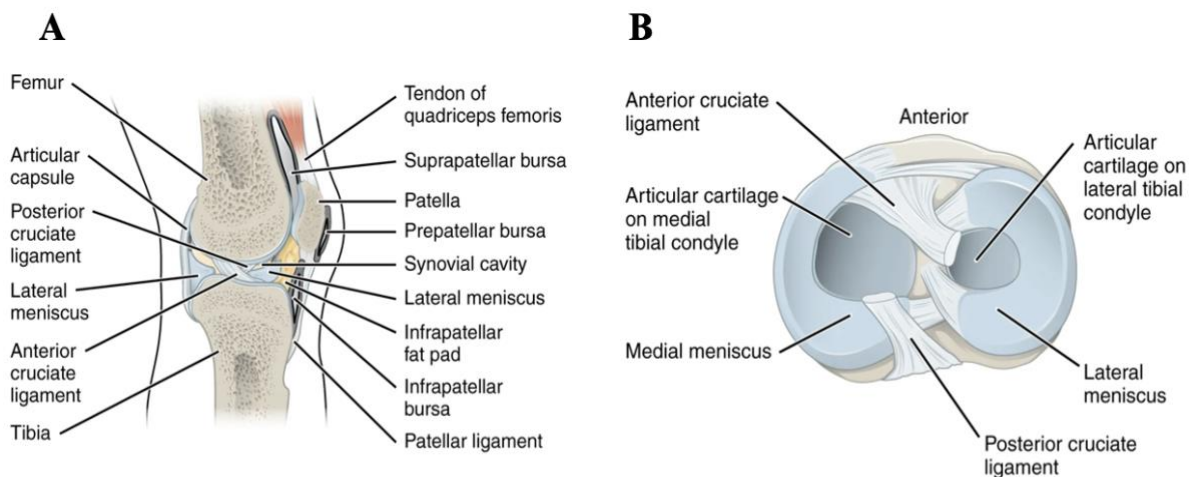 A
Femur
Articular
capsule
Posterior
cruciate
ligament
Lateral
meniscus
Anterior
cruciate
ligament
Tibia
Tendon of
quadriceps femoris
Suprapatellar bursa
Patella
Prepatellar bursa
Synovial cavity
Lateral meniscus
Infrapatellar
fat pad
Infrapatellar
bursa
Patellar ligament
B
Anterior cruciate
ligament
Articular cartilage
on medial
tibial condyle
Medial meniscus
Anterior
Articular
cartilage on
lateral tibial
condyle
Lateral
meniscus
Posterior cruciate
ligament